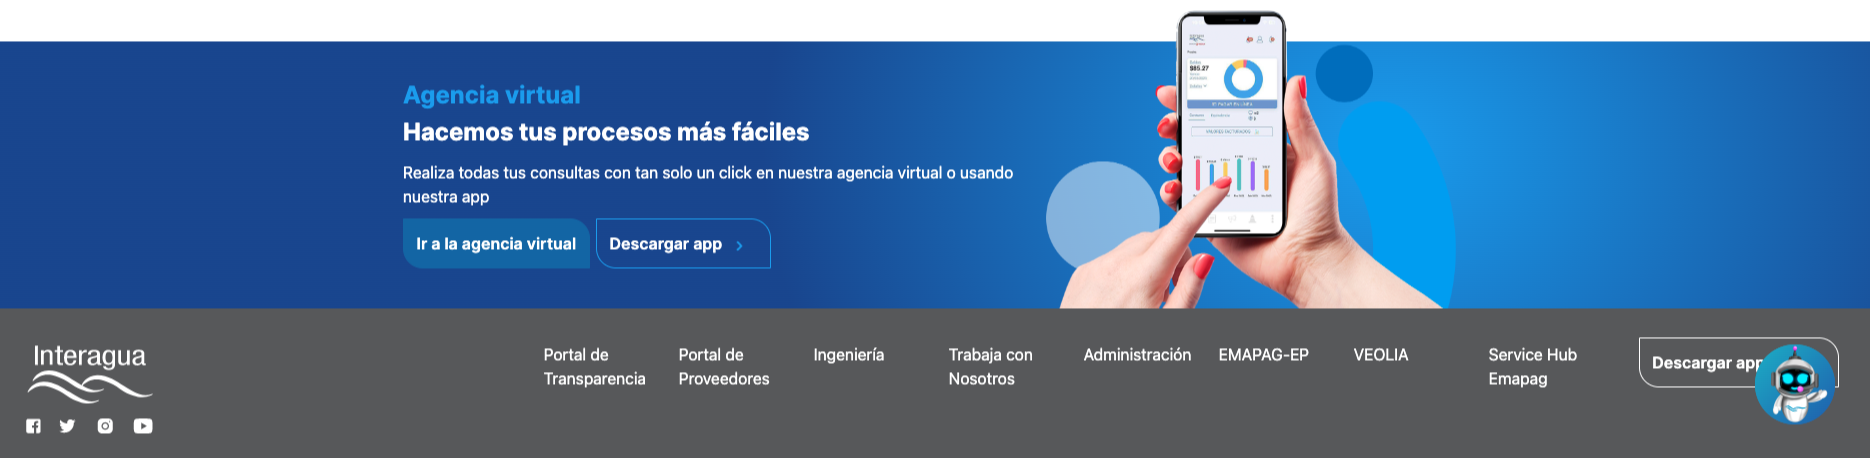 Agencia virtual
Hacemos tus procesos más fáciles
Realiza todas tus consultas con tan solo un click en nuestra agencia virtual o usando
nuestra app
Ir a la agencia virtual
Descargar app
$85.27
Interagua
Portal de
Transparencia
Portal de
Proveedores
Ingeniería
Trabaja con
Nosotros
Administración
EMAPAG-EP
VEOLIA
Service Hub
Emapag
Descargar app